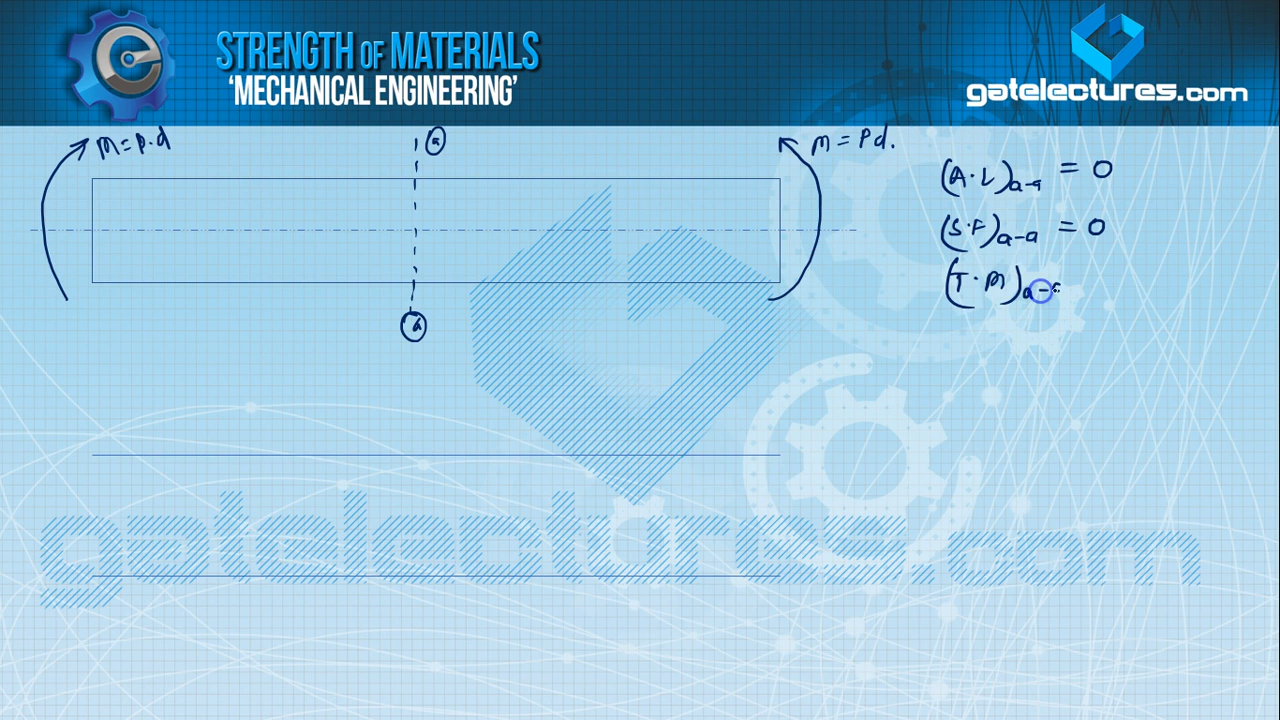 STRENGTH OF MATERIALS
'MECHANICAL ENGINEERING'
gatelectures.com
M = P.d
a
M = Pd.
(A.L)a-a = 0
(S.F)a-a = 0
(T.M)a-a
a
gatelectures.com